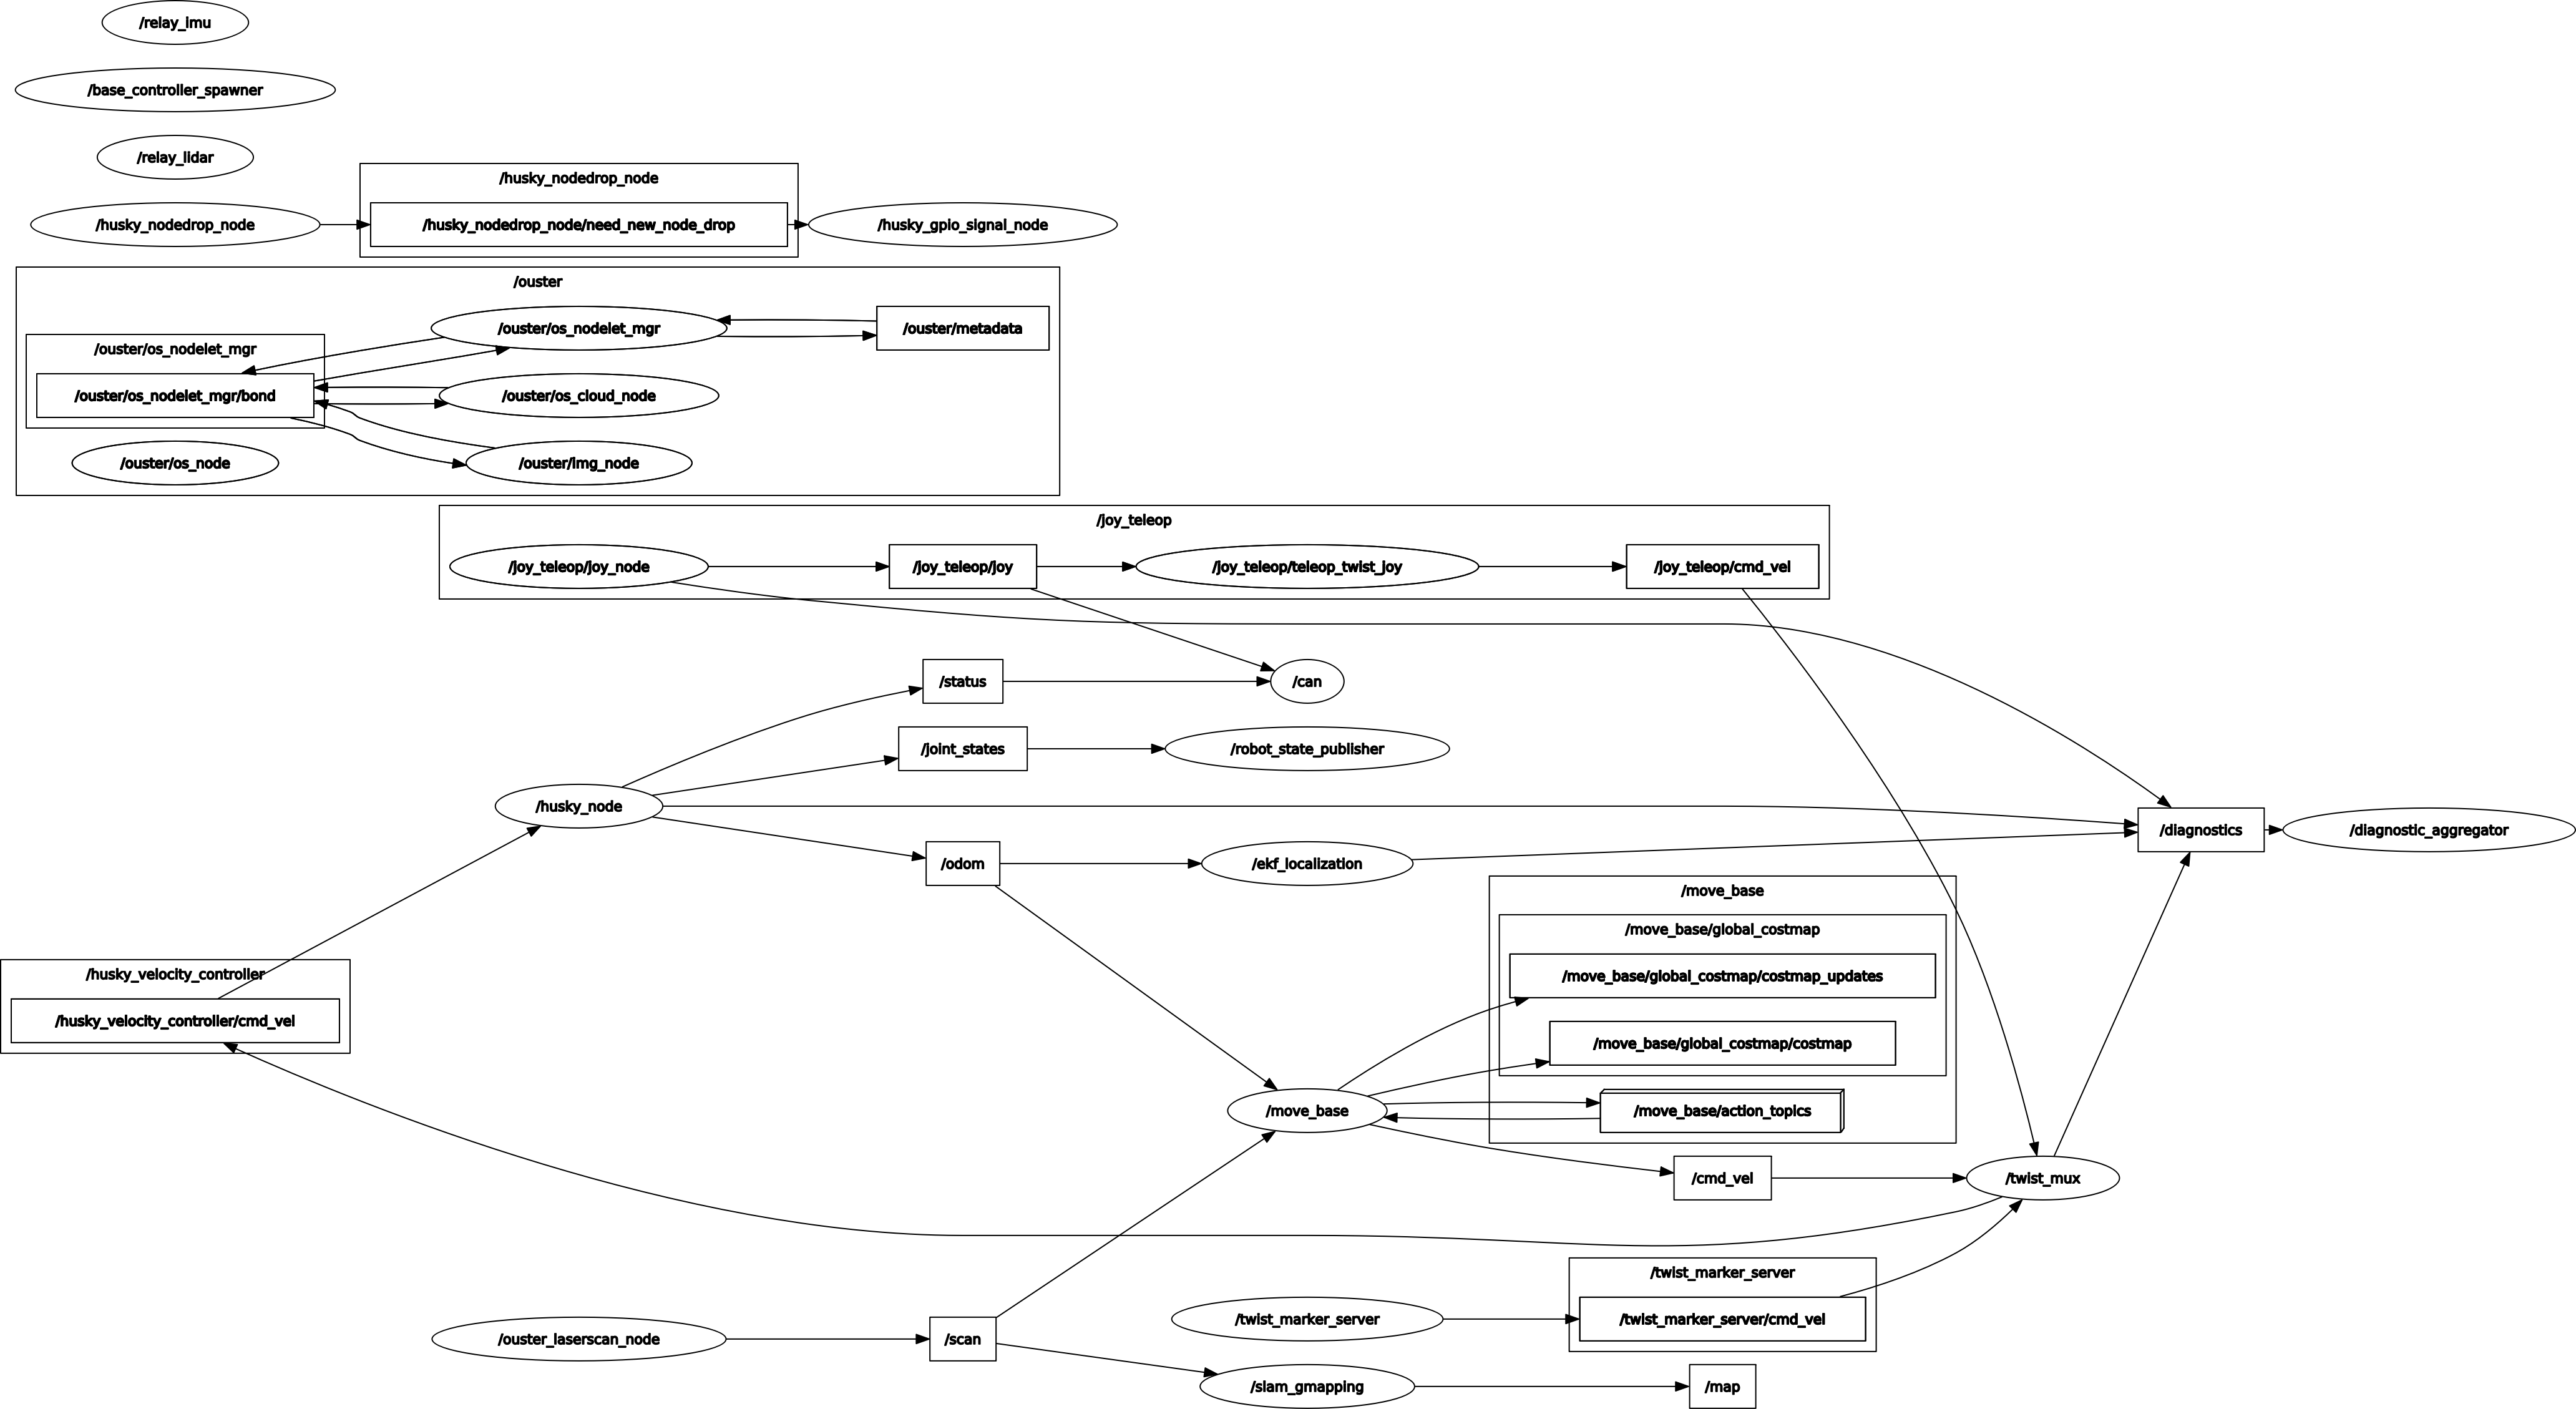 /relay_imu
/base_controller_spawner
/relay_lidar
/husky_nodedrop_node
/husky_nodedrop_node
/husky_nodedrop_node/need_new_node_drop
/husky_gpio_signal_node
/ouster
/ouster/os_nodelet_mgr
/ouster/metadata
/ouster/os_nodelet_mgr
/ouster/os_nodelet_mgr/bond
/ouster/os_cloud_node
/ouster/os_node
/ouster/img_node
/joy_teleop
/joy_teleop/joy_node
/joy_teleop/joy
/joy_teleop/teleop_twist_joy
/joy_teleop/cmd_vel
/status
/can
/joint_states
/robot_state_publisher
/husky_node
/diagnostics
/diagnostic_aggregator
/odom
/ekf_localization
/move_base
/move_base/global_costmap
/husky_velocity_controller
/move_base/global_costmap/costmap_updates
/husky_velocity_controller/cmd_vel
/move_base/global_costmap/costmap
/move_base
/move_base/action_topics
/cmd_vel
/twist_mux
/twist_marker_server
/twist_marker_server
/twist_marker_server/cmd_vel
/ouster_laserscan_node
/scan
/slam_gmapping
/map